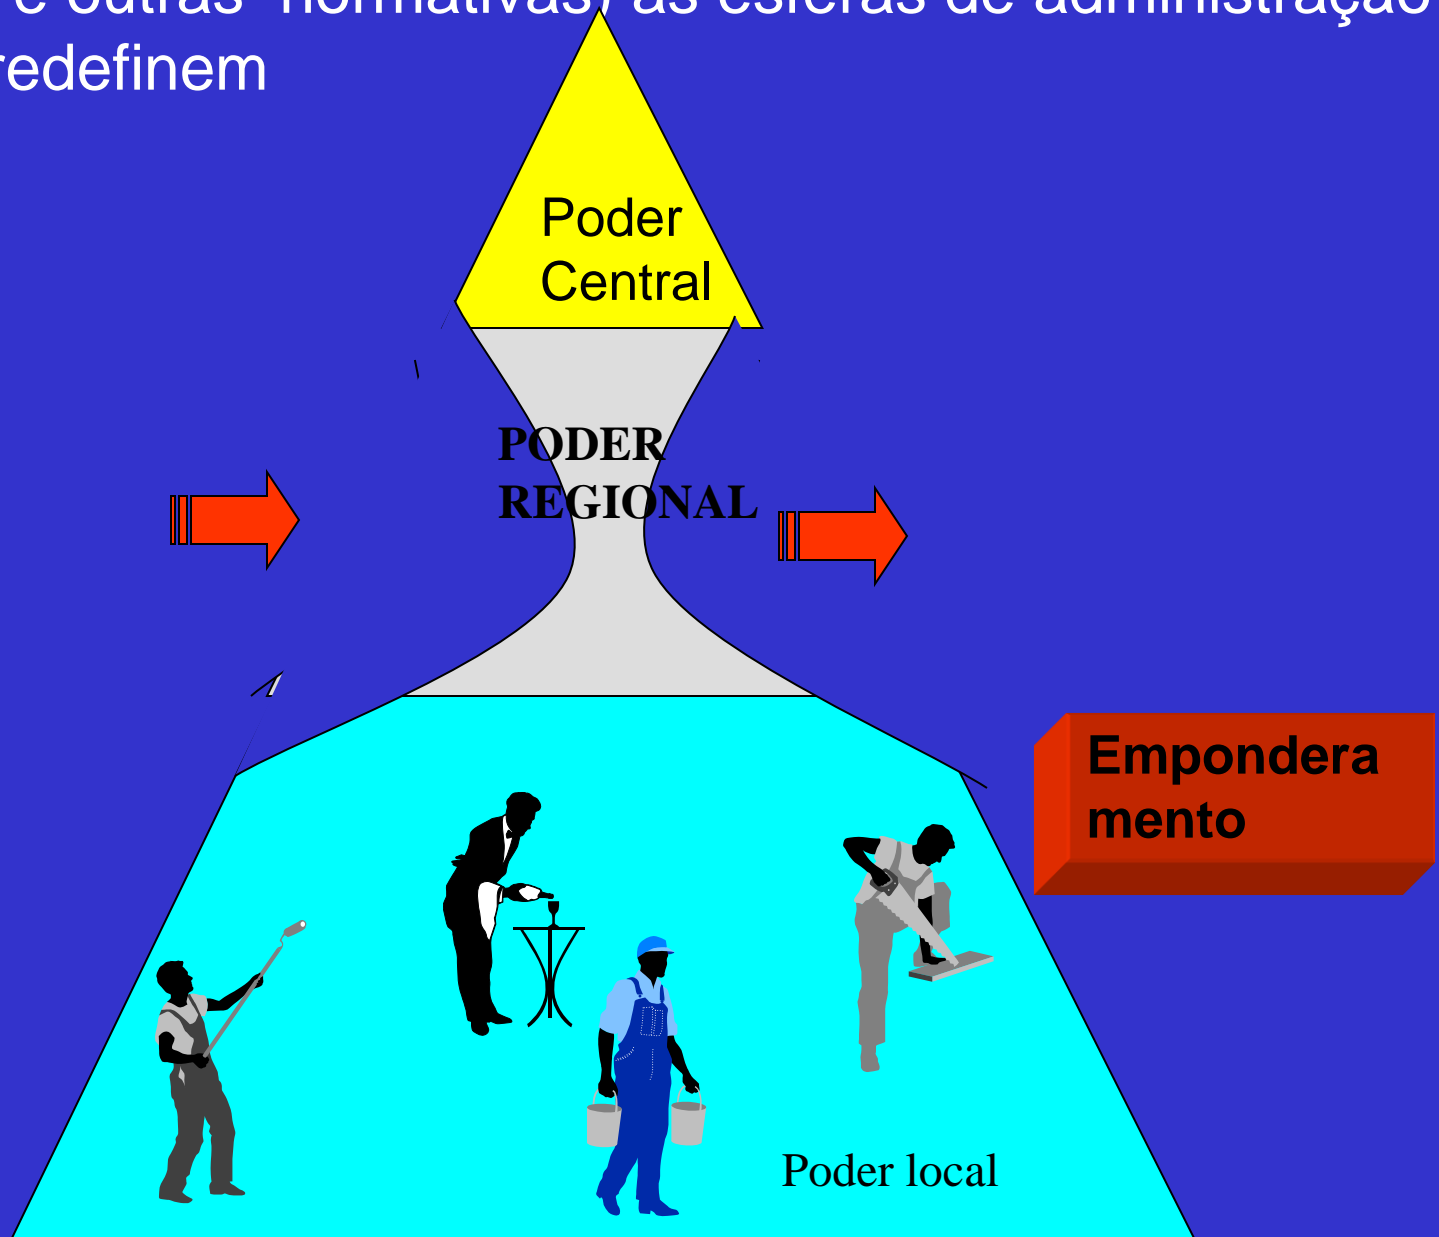 e outras normativas) as esferas de administração
redefinem
Poder
Central
PODER
REGIONAL
Empondera
mento
Poder local